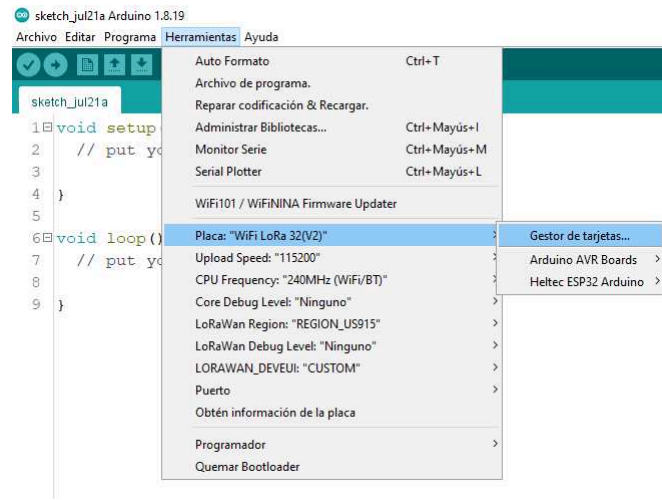 sketch_jul21a Arduino 1.8.19
Archivo Editar Programa Herramientas Ayuda
sketch_jul21a
1 void setup(
2 // put yo
3
4 }
5
6 void loop()
7 // put yo
8
9 }
Auto Formato Ctrl+T
Archivo de programa.
Reparar codificación & Recargar.
Administrar Bibliotecas... Ctrl+Mayús+I
Monitor Serie Ctrl+Mayús+M
Serial Plotter Ctrl+Mayús+L
WiFi101 / WiFiNINA Firmware Updater
Placa: "WiFi LoRa 32(V2)"
Upload Speed: "115200"
CPU Frequency: "240MHz (WiFi/BT)"
Core Debug Level: "Ninguno"
LoRaWan Region: "REGION_US915"
LoRaWan Debug Level: "Ninguno"
LORAWAN_DEVEUI: "CUSTOM"
Puerto
Obtén información de la placa
Programador
Quemar Bootloader
Gestor de tarjetas...
Arduino AVR Boards
Heltec ESP32 Arduino